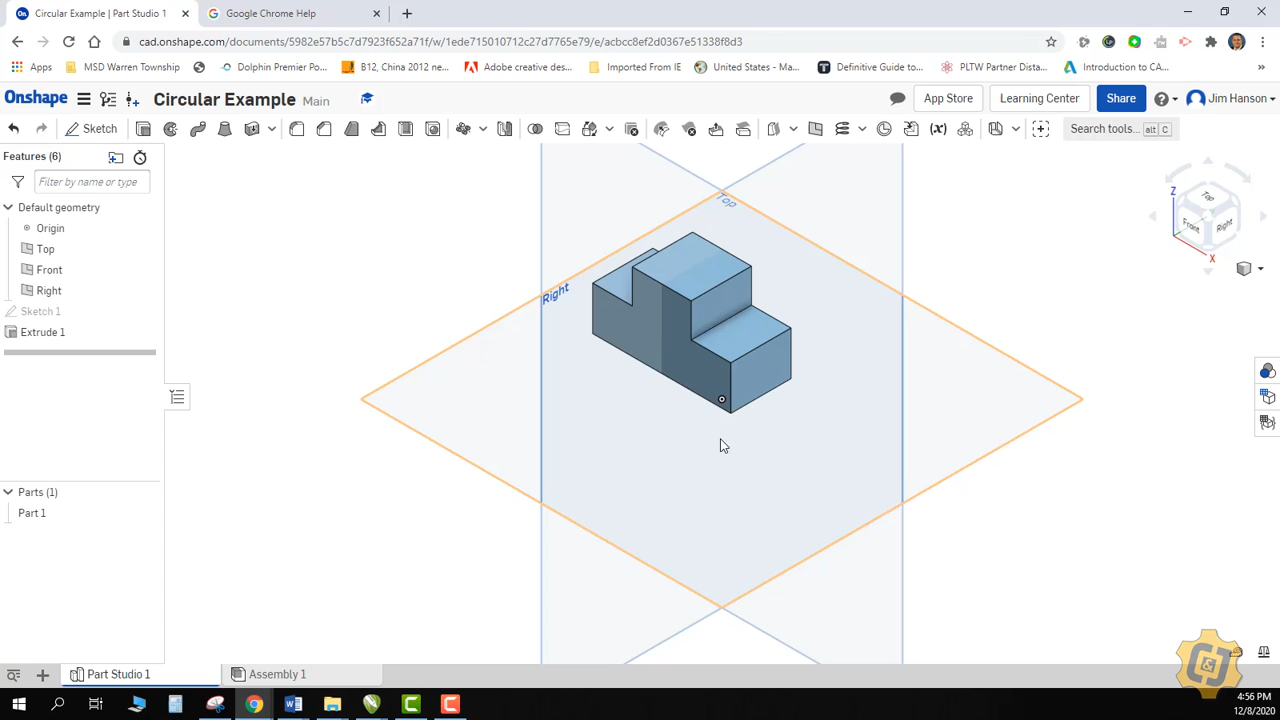 Circular Example | Part Studio 1
Google Chrome Help
cad.onshape.com/documents/5982e57b5c7d7923f652a71f/w/1ede715010712c27d7765e79/e/acbcc8ef2d0367e51338f8d3
Apps
MSD Warren Township
Dolphin Premier Po...
B12, China 2012 ne...
Adobe creative des...
Imported From IE
United States - Ma...
Definitive Guide to...
PLTW Partner Distа...
Introduction to CA...
Onshape
Circular Example Main
App Store
Learning Center
Share
Jim Hanson
Sketch
Search tools... alt C
Features (6)
Filter by name or type
Default geometry
Origin
Top
Front
Right
Sketch 1
Extrude 1
Parts (1)
Part 1
Top
Right
Z
Top
Front
Right
X
Part Studio 1
Assembly 1
4:56 PM
12/8/2020